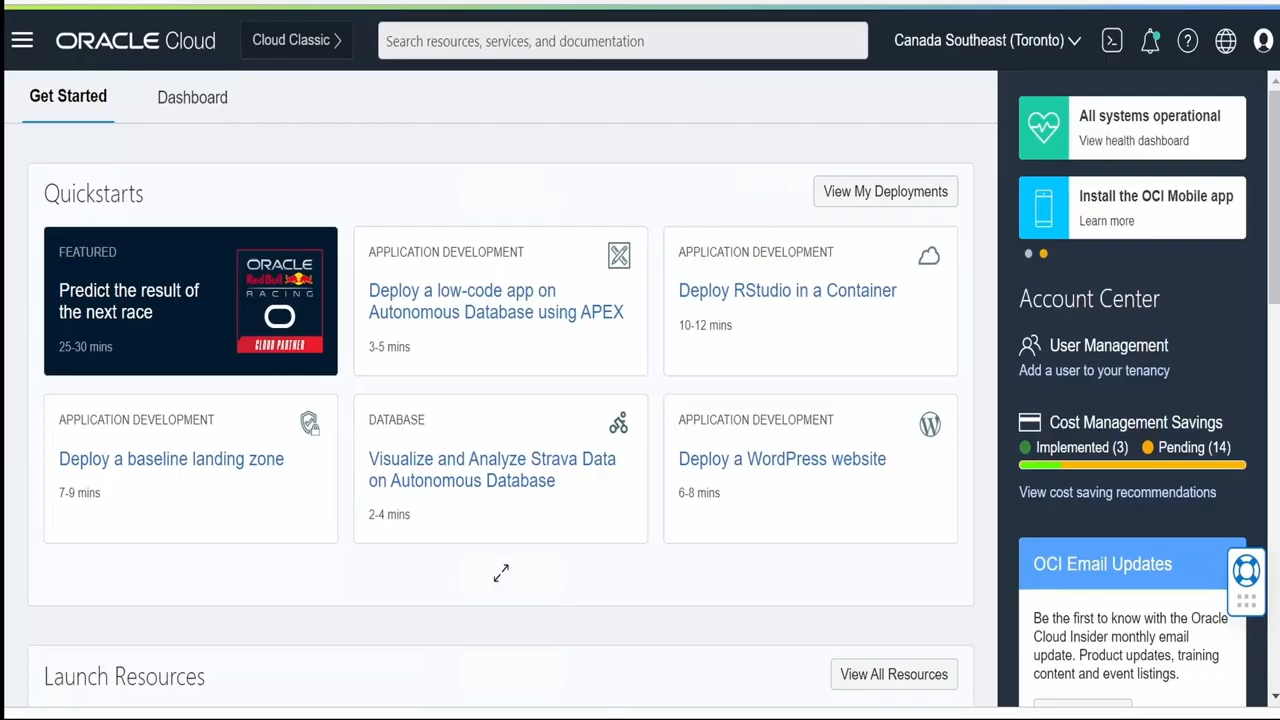 ORACLE Cloud
Cloud Classic
Search resources, services, and documentation
Canada Southeast (Toronto)
Get Started
Dashboard
Quickstarts
View My Deployments
FEATURED
Predict the result of
the next race
25-30 mins
ORACLE
Red Bull
RACING
CLOUD PARTNER
APPLICATION DEVELOPMENT
Deploy a low-code app on
Autonomous Database using APEX
3-5 mins
APPLICATION DEVELOPMENT
Deploy RStudio in a Container
10-12 mins
APPLICATION DEVELOPMENT
Deploy a baseline landing zone
7-9 mins
DATABASE
Visualize and Analyze Strava Data
on Autonomous Database
2-4 mins
APPLICATION DEVELOPMENT
Deploy a WordPress website
6-8 mins
Launch Resources
View All Resources
All systems operational
View health dashboard
Install the OCI Mobile app
Learn more
Account Center
User Management
Add a user to your tenancy
Cost Management Savings
Implemented (3) Pending (14)
View cost saving recommendations
OCI Email Updates
Be the first to know with the Oracle
Cloud Insider monthly email
update. Product updates, training
content and event listings.